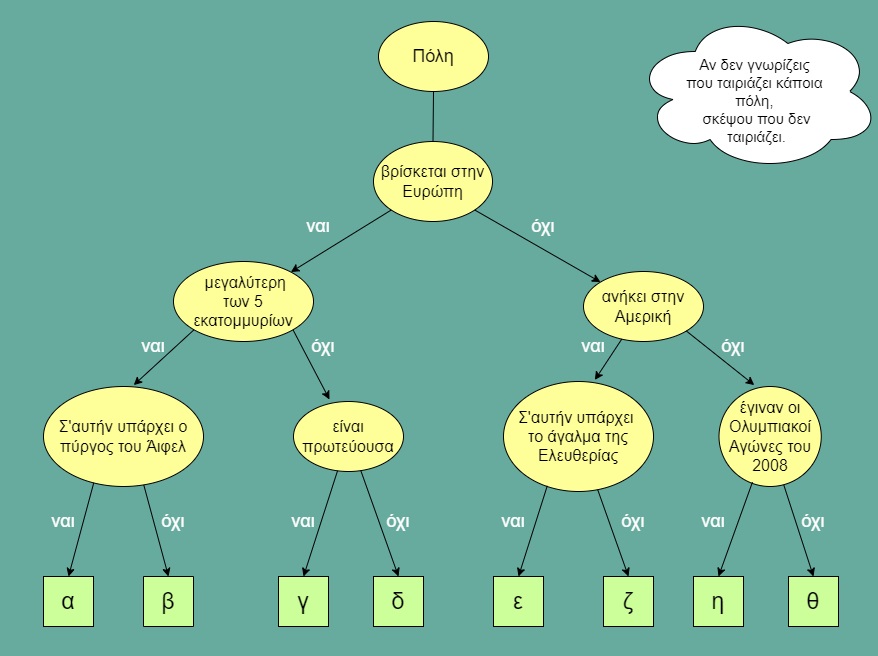 Πόλη
Αν δεν γνωρίζεις
που ταιριάζει κάποια
πόλη,
σκέψου που δεν
ταιριάζει.
βρίσκεται στην
Ευρώπη
ναι
όχι
μεγαλύτερη
των 5
εκατομμυρίων
ανήκει στην
Αμερική
ναι
όχι
ναι
όχι
Σ'αυτήν υπάρχει ο
πύργος του Άιφελ
είναι
πρωτεύουσα
Σ'αυτήν υπάρχει
το άγαλμα της
Ελευθερίας
έγιναν οι
Ολυμπιακοί
Αγώνες του
2008
ναι
όχι
ναι
όχι
ναι
όχι
ναι
όχι
α
β
γ
δ
ε
ζ
η
θ